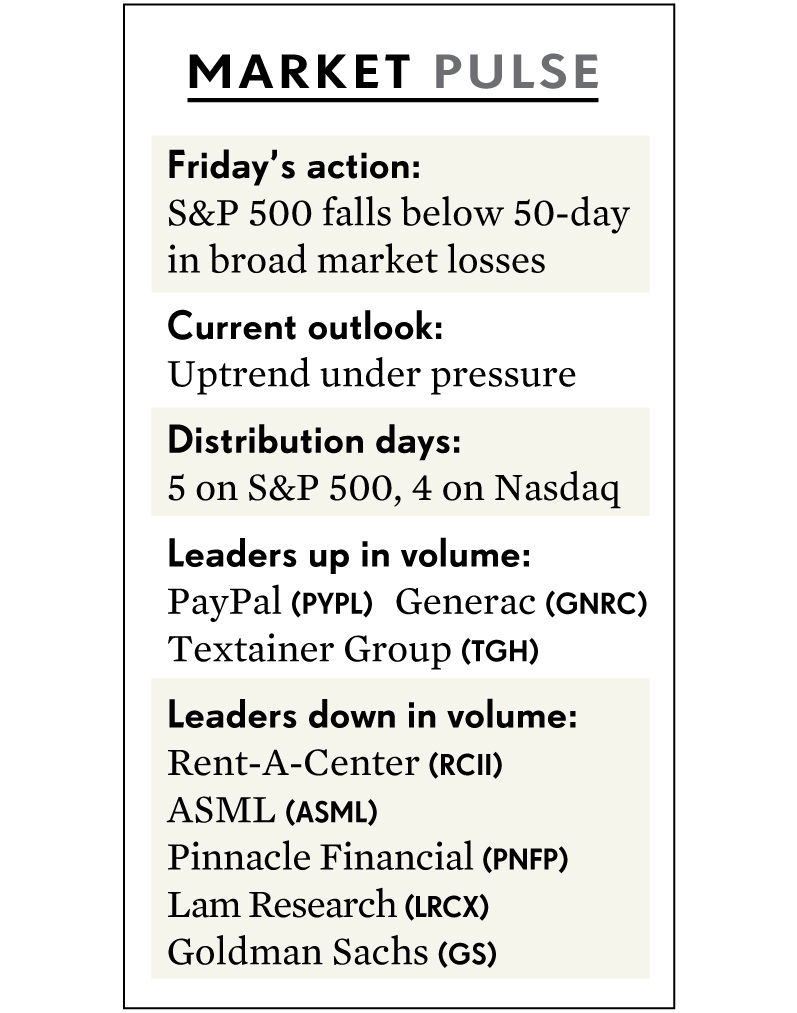 MARKET PULSE
Friday’s action:
S&P 500 falls below 50-day
in broad market losses
Current outlook:
Uptrend under pressure
Distribution days:
5 on S&P 500, 4 on Nasdaq
Leaders up in volume:
PayPal (PYPL) Generac (GNRC)
Textainer Group (TGH)
Leaders down in volume:
Rent-A-Center (RCII)
ASML (ASML)
Pinnacle Financial (PNFP)
Lam Research (LRCX)
Goldman Sachs (GS)